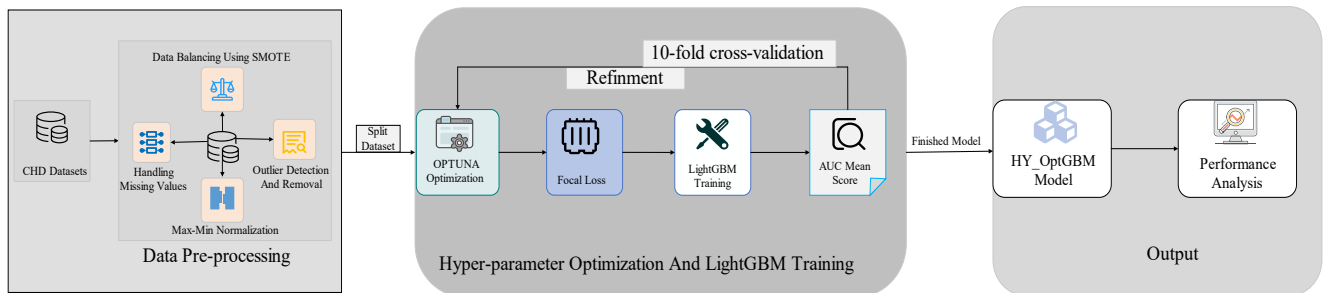 Data Balancing Using SMOTE
CHD Datasets
Handling
Missing Values
Outlier Detection
And Removal
Max-Min Normalization
Data Pre-processing
Split
Dataset
10-fold cross-validation
Refinment
OPTUNA
Optimization
Focal Loss
LightGBM
Training
AUC Mean
Score
Hyper-parameter Optimization And LightGBM Training
Finished Model
HY_OptGBM
Model
Performance
Analysis
Output